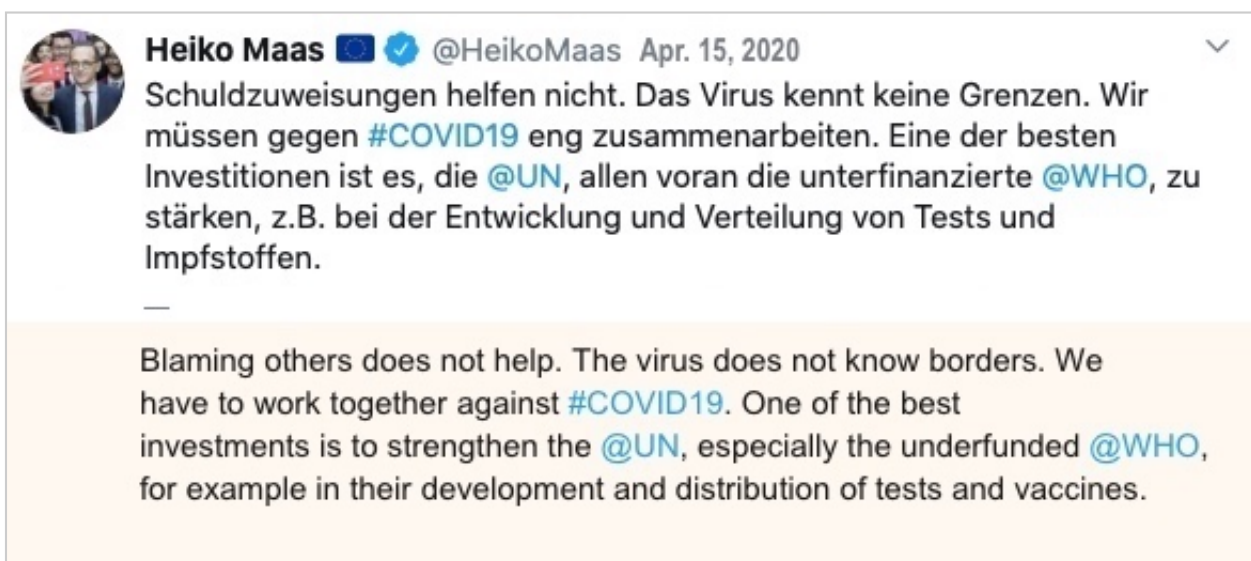 Heiko Maas @HeikoMaas Apr. 15, 2020
Schuldzuweisungen helfen nicht. Das Virus kennt keine Grenzen. Wir
müssen gegen #COVID19 eng zusammenarbeiten. Eine der besten
Investitionen ist es, die @UN, allen voran die unterfinanzierte @WHO, zu
stärken, z.B. bei der Entwicklung und Verteilung von Tests und
Impfstoffen.
—
Blaming others does not help. The virus does not know borders. We
have to work together against #COVID19. One of the best
investments is to strengthen the @UN, especially the underfunded @WHO,
for example in their development and distribution of tests and vaccines.